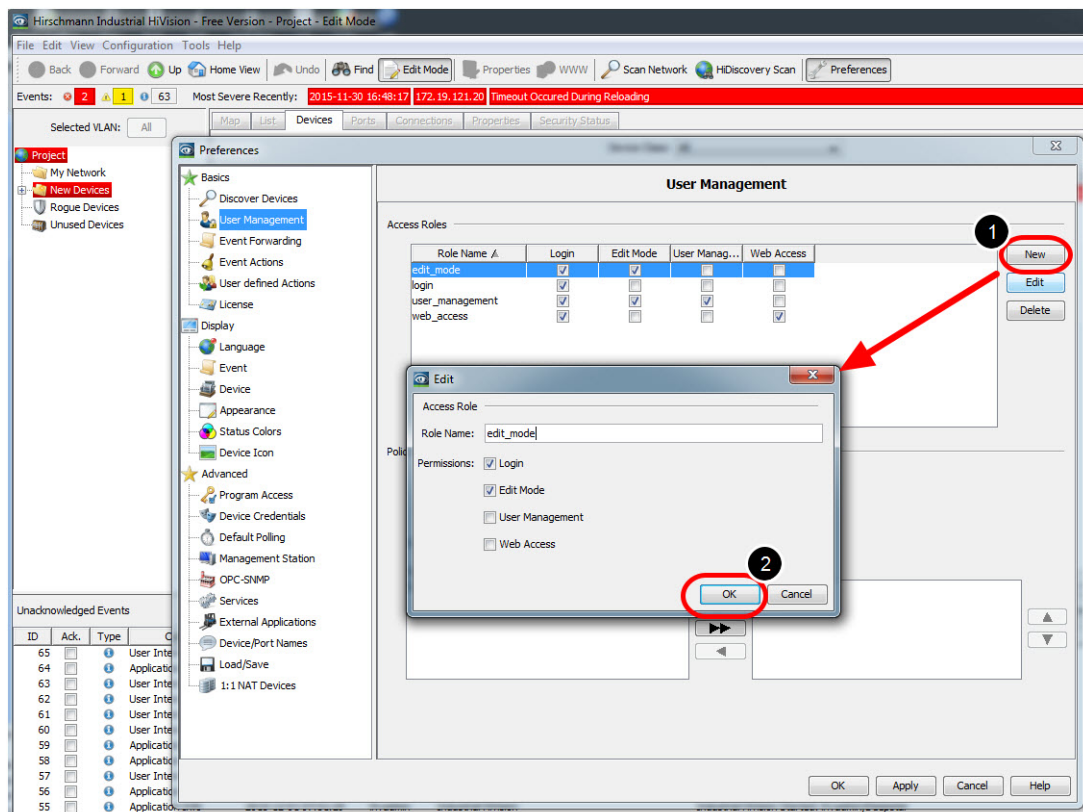 Hirschmann Industrial HiVision - Free Version - Project - Edit Mode
File Edit View Configuration Tools Help
Back Forward Up Home View Undo Find Edit Mode Properties WWW Scan Network HiDiscovery Scan Preferences
Events: 2 1 63 Most Severe Recently: 2015-11-30 16:48:17 172.19.121.20 Timeout Occured During Reloading
Selected VLAN: All
Map List Devices Ports Connections Properties Security Status
Project
My Network
New Devices
Rogue Devices
Unused Devices
Preferences
Basics
Discover Devices
User Management
Event Forwarding
Event Actions
User defined Actions
License
Display
Language
Event
Device
Appearance
Status Colors
Device Icon
Advanced
Program Access
Device Credentials
Default Polling
Management Station
OPC-SNMP
Services
External Applications
Device/Port Names
Load/Save
1:1 NAT Devices
User Management
Access Roles
Role Name Login Edit Mode User Manag... Web Access
edit_mode
login
user_management
web_access
1
New
Edit
Delete
Edit
Access Role
Role Name: edit_mode
Permissions: Login
Edit Mode
User Management
Web Access
2
OK Cancel
OK Apply Cancel Help
Unacknowledged Events
ID Ack. Type
65 User Inte
64 Applicatio
63 User Inte
62 User Inte
61 User Inte
60 User Inte
59 Applicatio
58 Applicatio
57 User Inte
56 Applicatio
55